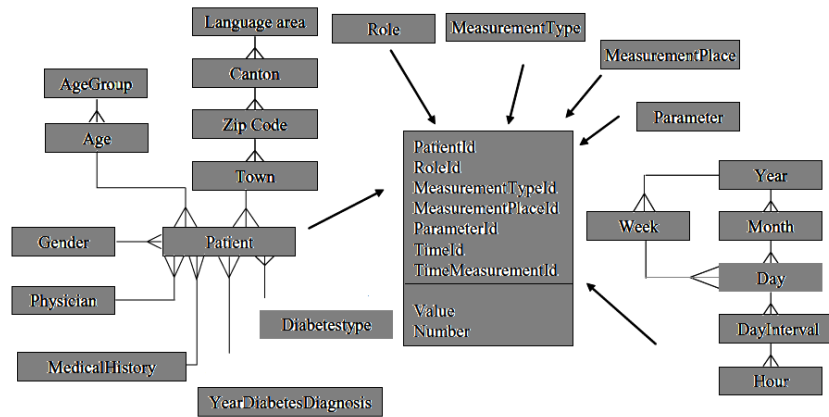 Language area
Role
MeasurementType
MeasurementPlace
AgeGroup
Canton
Age
Zip Code
Parameter
Town
PatientId
RoleId
MeasurementTypeId
MeasurementPlaceId
ParameterId
TimeId
TimeMeasurementId
Value
Number
Year
Week
Month
Day
DayInterval
Hour
Gender
Patient
Physician
Diabetestype
MedicalHistory
YearDiabetesDiagnosis